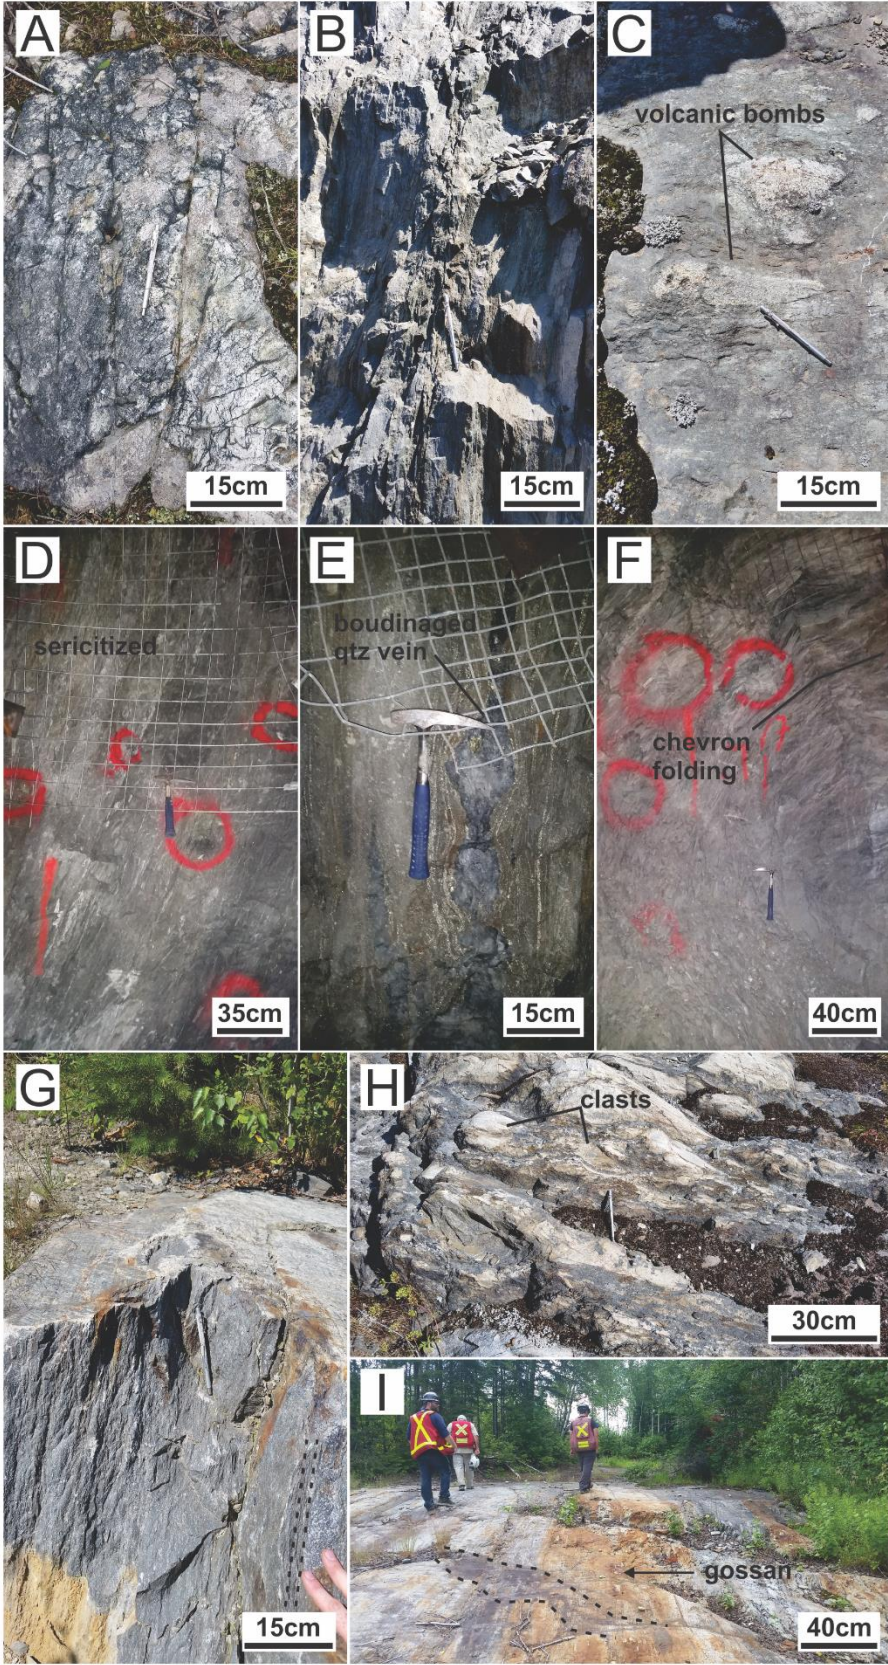 A
B
C
volcanic bombs
15cm
15cm
15cm
D
E
F
sericitized
boudinaged
qtz vein
chevron
folding
35cm
15cm
40cm
G
H
clasts
30cm
I
gossan
15cm
40cm